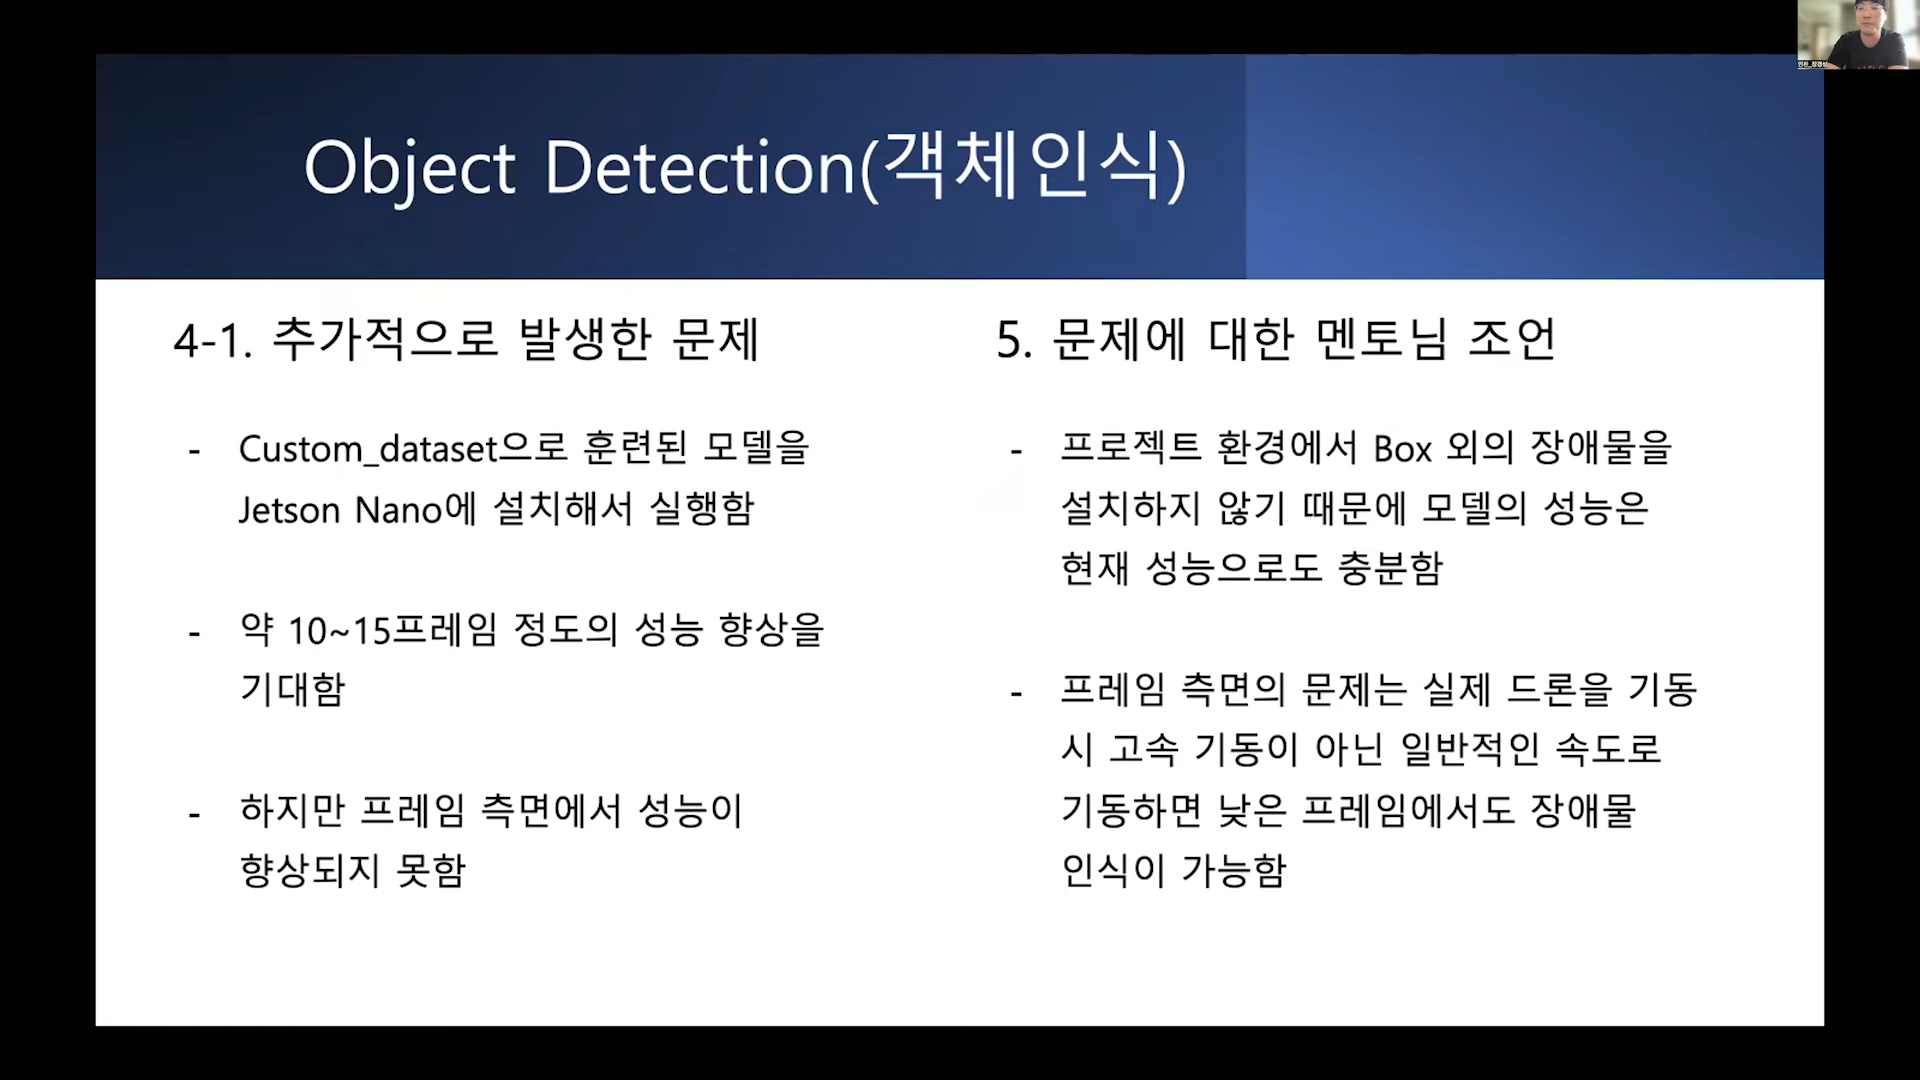 Object Detection(객체인식)
4-1. 추가적으로 발생한 문제
- Custom_dataset으로 훈련된 모델을
Jetson Nano에 설치해서 실행함
- 약 10~15프레임 정도의 성능 향상을
기대함
- 하지만 프레임 측면에서 성능이
향상되지 못함
5. 문제에 대한 멘토님 조언
- 프로젝트 환경에서 Box 외의 장애물을
설치하지 않기 때문에 모델의 성능은
현재 성능으로도 충분함
- 프레임 측면의 문제는 실제 드론을 기동
시 고속 기동이 아닌 일반적인 속도로
기동하면 낮은 프레임에서도 장애물
인식이 가능함